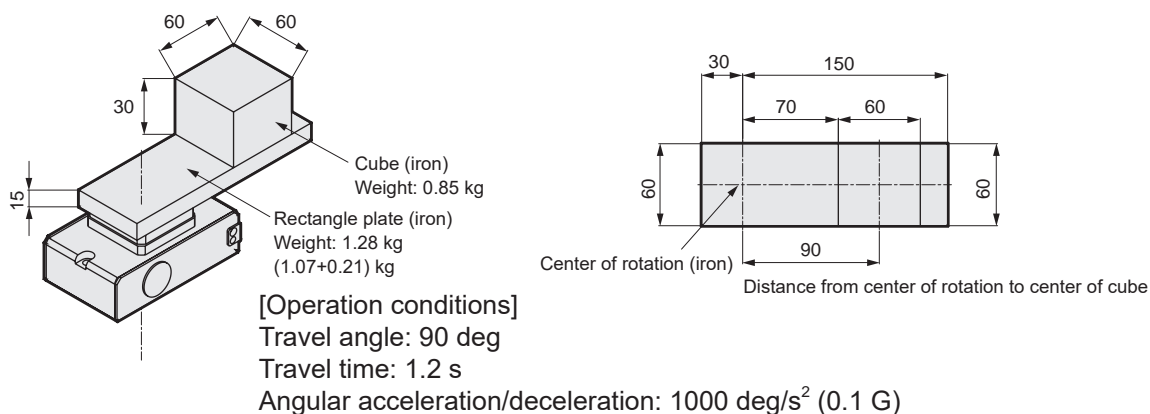 60
60
30
15
Cube (iron)
Weight: 0.85 kg
Rectangle plate (iron)
Weight: 1.28 kg
(1.07+0.21) kg
30
150
70
60
60
60
90
Center of rotation (iron)
Distance from center of rotation to center of cube
[Operation conditions]
Travel angle: 90 deg
Travel time: 1.2 s
Angular acceleration/deceleration: 1000 deg/s² (0.1 G)